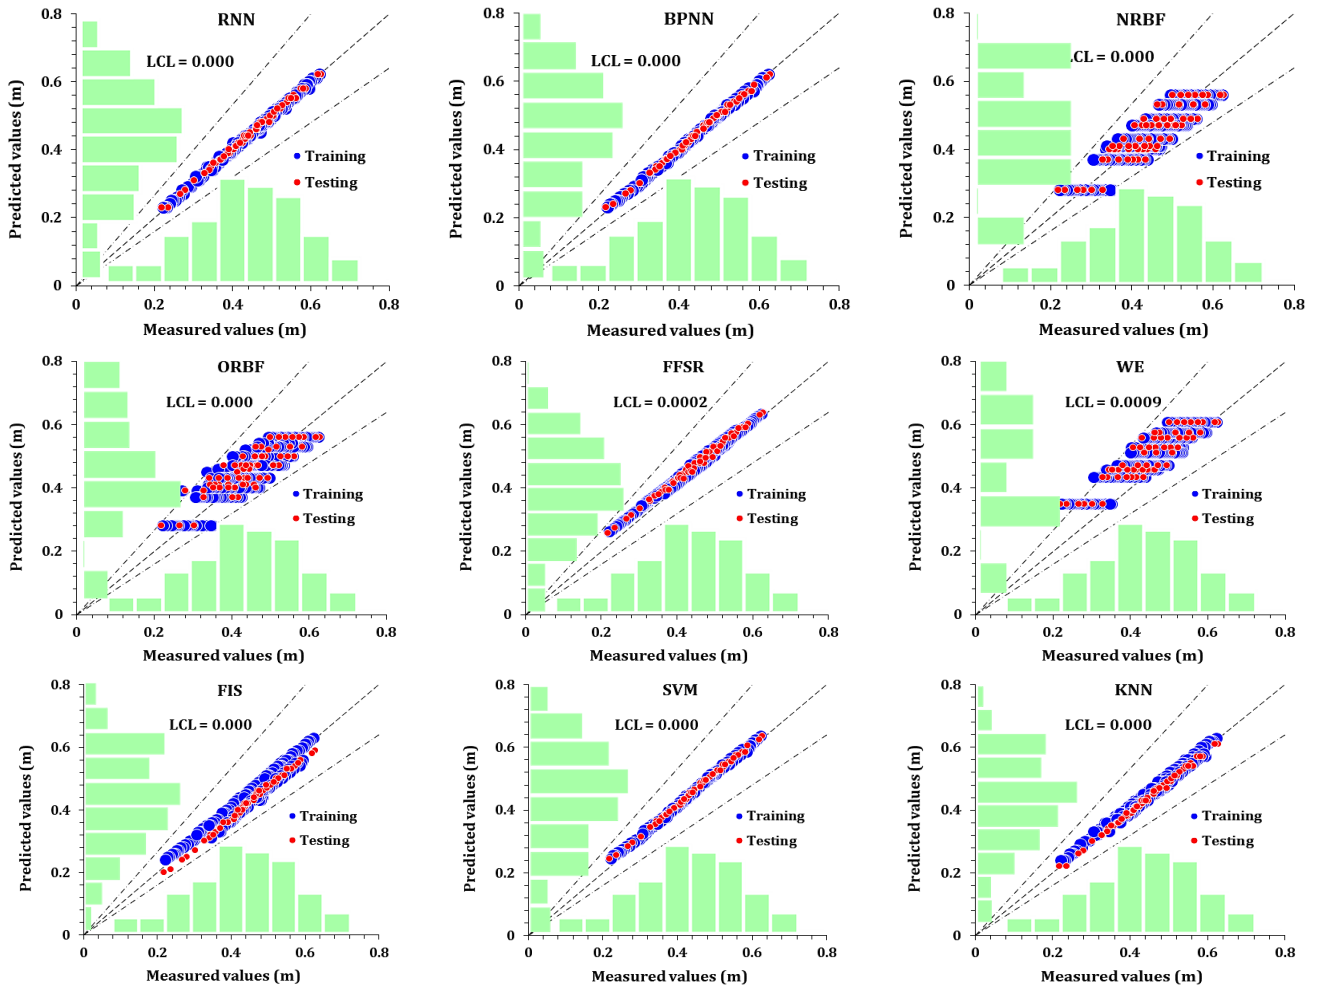 RNN
LCL = 0.000
Predicted values (m)
0.8
0.6
0.4
0.2
0
Training
Testing
0 0.2 0.4 0.6 0.8
Measured values (m)
BPNN
LCL = 0.000
Predicted values (m)
0.8
0.6
0.4
0.2
0
Training
Testing
0 0.2 0.4 0.6 0.8
Measured values (m)
NRBF
LCL = 0.000
Predicted values (m)
0.8
0.6
0.4
0.2
0
Training
Testing
0 0.2 0.4 0.6 0.8
Measured values (m)
ORBF
LCL = 0.000
Predicted values (m)
0.8
0.6
0.4
0.2
0
Training
Testing
0 0.2 0.4 0.6 0.8
Measured values (m)
FFSR
LCL = 0.0002
Predicted values (m)
0.8
0.6
0.4
0.2
0
Training
Testing
0 0.2 0.4 0.6 0.8
Measured values (m)
WE
LCL = 0.0009
Predicted values (m)
0.8
0.6
0.4
0.2
0
Training
Testing
0 0.2 0.4 0.6 0.8
Measured values (m)
FIS
LCL = 0.000
Predicted values (m)
0.8
0.6
0.4
0.2
0
Training
Testing
0 0.2 0.4 0.6 0.8
Measured values (m)
SVM
LCL = 0.000
Predicted values (m)
0.8
0.6
0.4
0.2
0
Training
Testing
0 0.2 0.4 0.6 0.8
Measured values (m)
KNN
LCL = 0.000
Predicted values (m)
0.8
0.6
0.4
0.2
0
Training
Testing
0 0.2 0.4 0.6 0.8
Measured values (m)